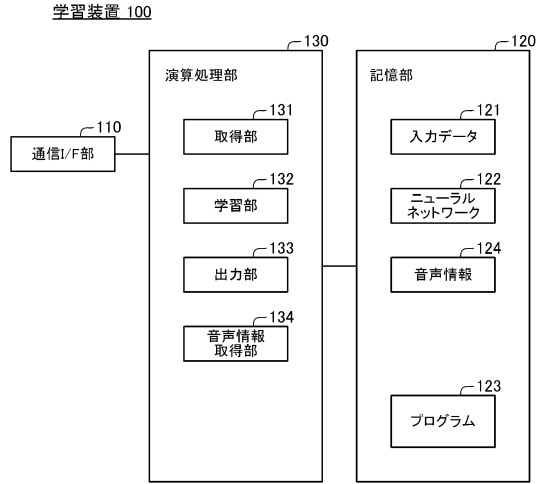 学習装置 100
130
演算処理部
131
取得部
132
学習部
133
出力部
134
音声情報
取得部
110
通信I/F部
120
記憶部
121
入力データ
122
ニューラル
ネットワーク
124
音声情報
123
プログラム